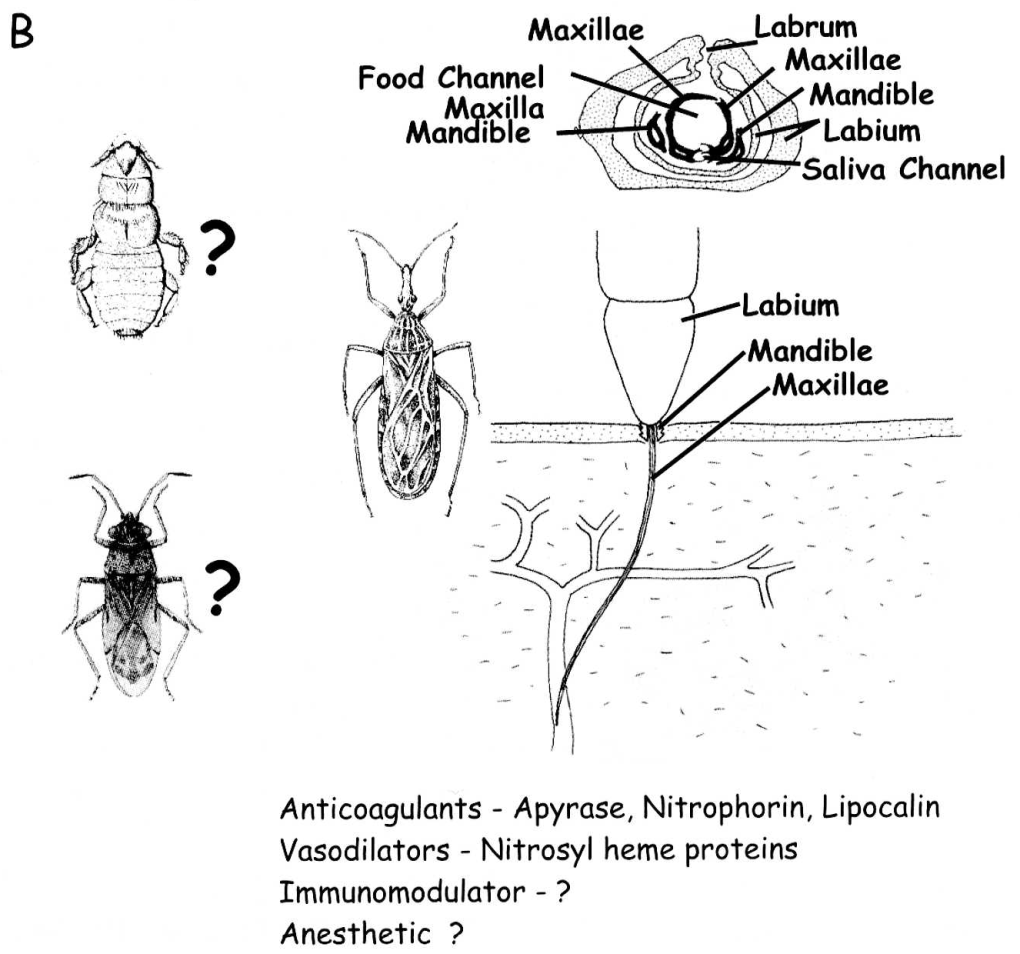 B
Maxillae
Labrum
Maxillae
Food Channel
Mandible
Maxilla
Mandible
Labium
Saliva Channel
?
Labium
Mandible
Maxillae
?
Anticoagulants - Apyrase, Nitrophorin, Lipocalin
Vasodilators - Nitrosyl heme proteins
Immunomodulator - ?
Anesthetic ?